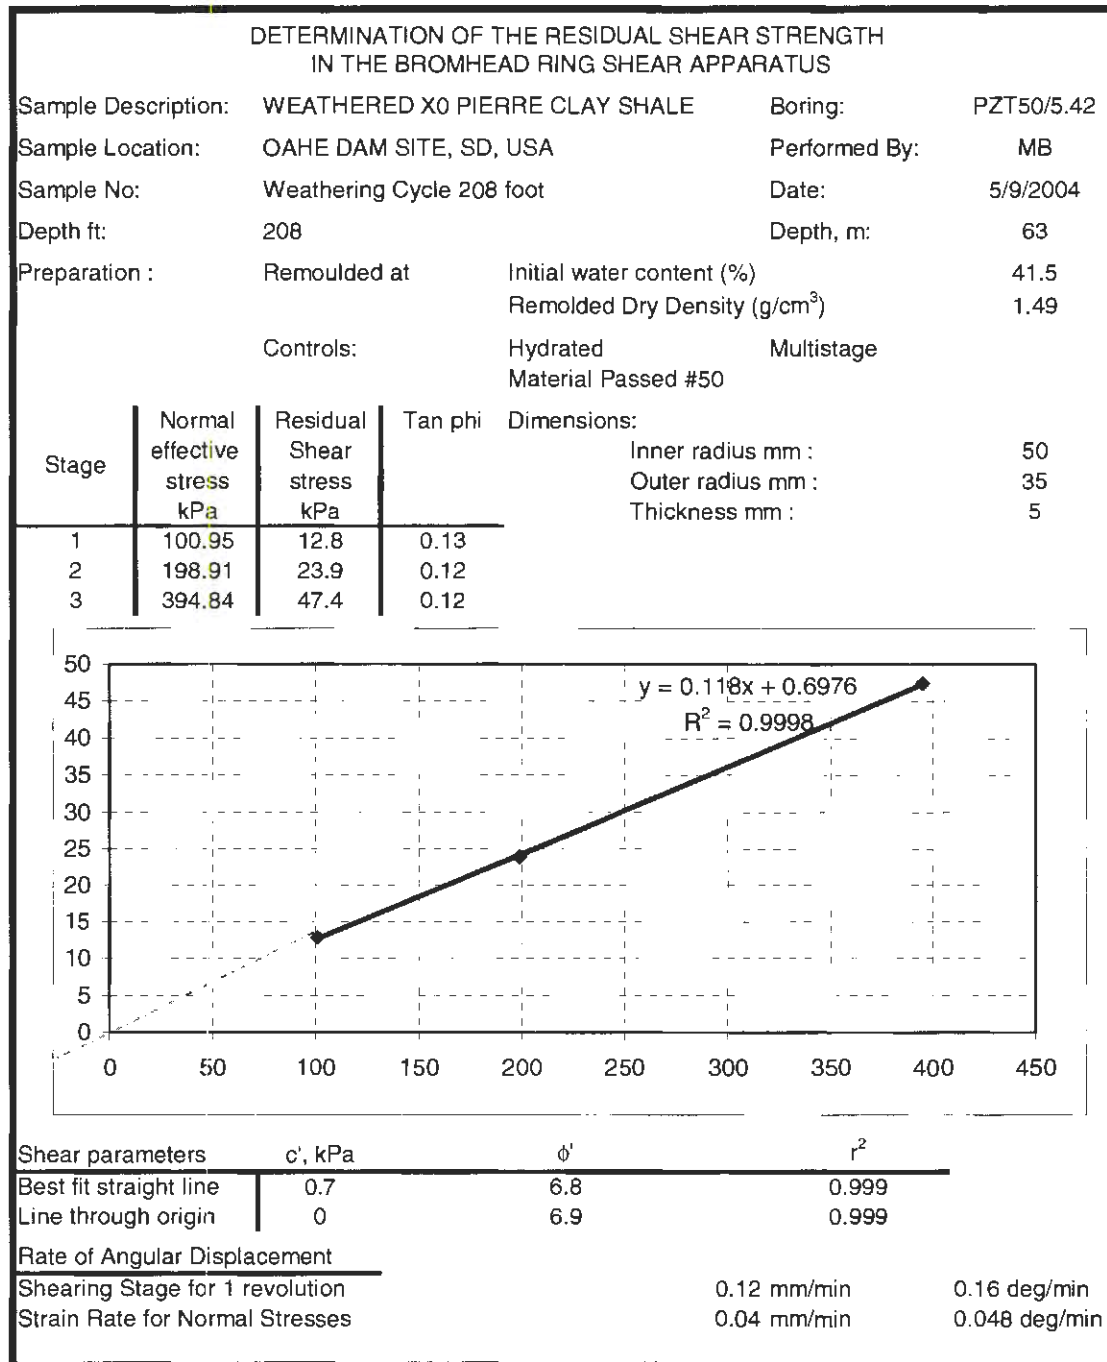 DETERMINATION OF THE RESIDUAL SHEAR STRENGTH
IN THE BROMHEAD RING SHEAR APPARATUS
Sample Description: WEATHERED X0 PIERRE CLAY SHALE Boring: PZT50/5.42
Sample Location: OAHE DAM SITE, SD, USA Performed By: MB
Sample No: Weathering Cycle 208 foot Date: 5/9/2004
Depth ft: 208 Depth, m: 63
Preparation : Remoulded at Initial water content (%) 41.5
Remolded Dry Density (g/cm³) 1.49
Controls: Hydrated Multistage
Material Passed #50
Stage Normal effective stress kPa Residual Shear stress kPa Tan phi
1 100.95 12.8 0.13
2 198.91 23.9 0.12
3 394.84 47.4 0.12
Dimensions:
Inner radius mm : 50
Outer radius mm : 35
Thickness mm : 5
y = 0.118x + 0.6976
R² = 0.9998
50
45
40
35
30
25
20
15
10
5
0
0 50 100 150 200 250 300 350 400 450
Shear parameters c', kPa ϕ' r²
Best fit straight line 0.7 6.8 0.999
Line through origin 0 6.9 0.999
Rate of Angular Displacement
Shearing Stage for 1 revolution 0.12 mm/min 0.16 deg/min
Strain Rate for Normal Stresses 0.04 mm/min 0.048 deg/min